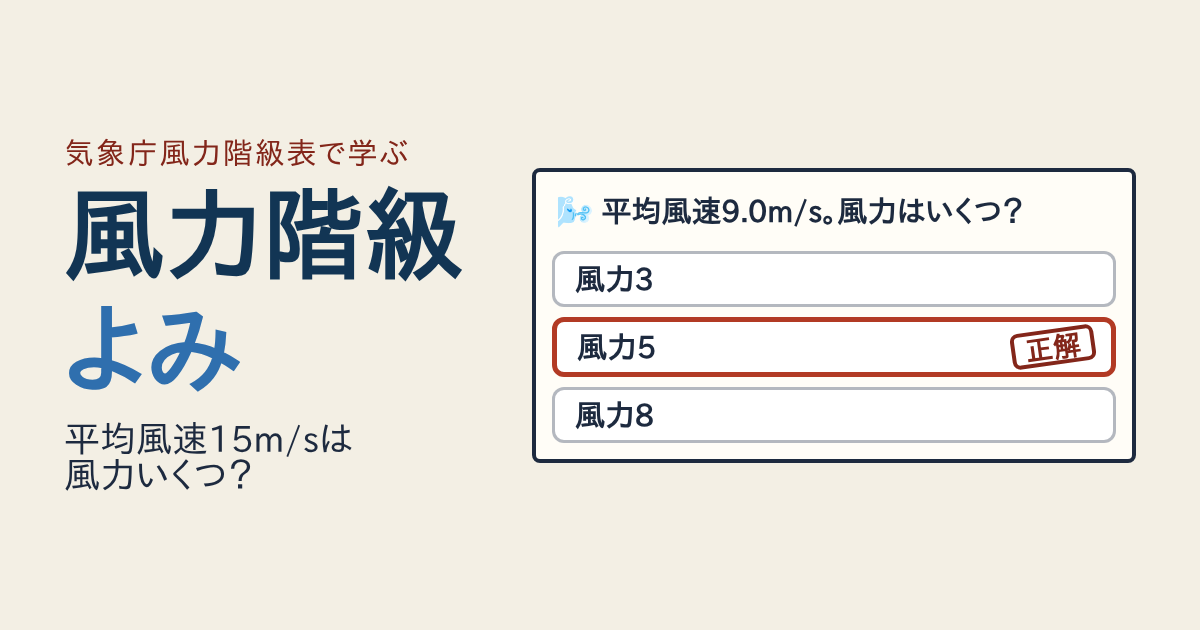 気象庁風力階級表で学ぶ
風力階級
よみ
平均風速15m/sは
風力いくつ？
🌬️ 平均風速9.0m/s。風力はいくつ？
風力3
風力5
正解
風力8